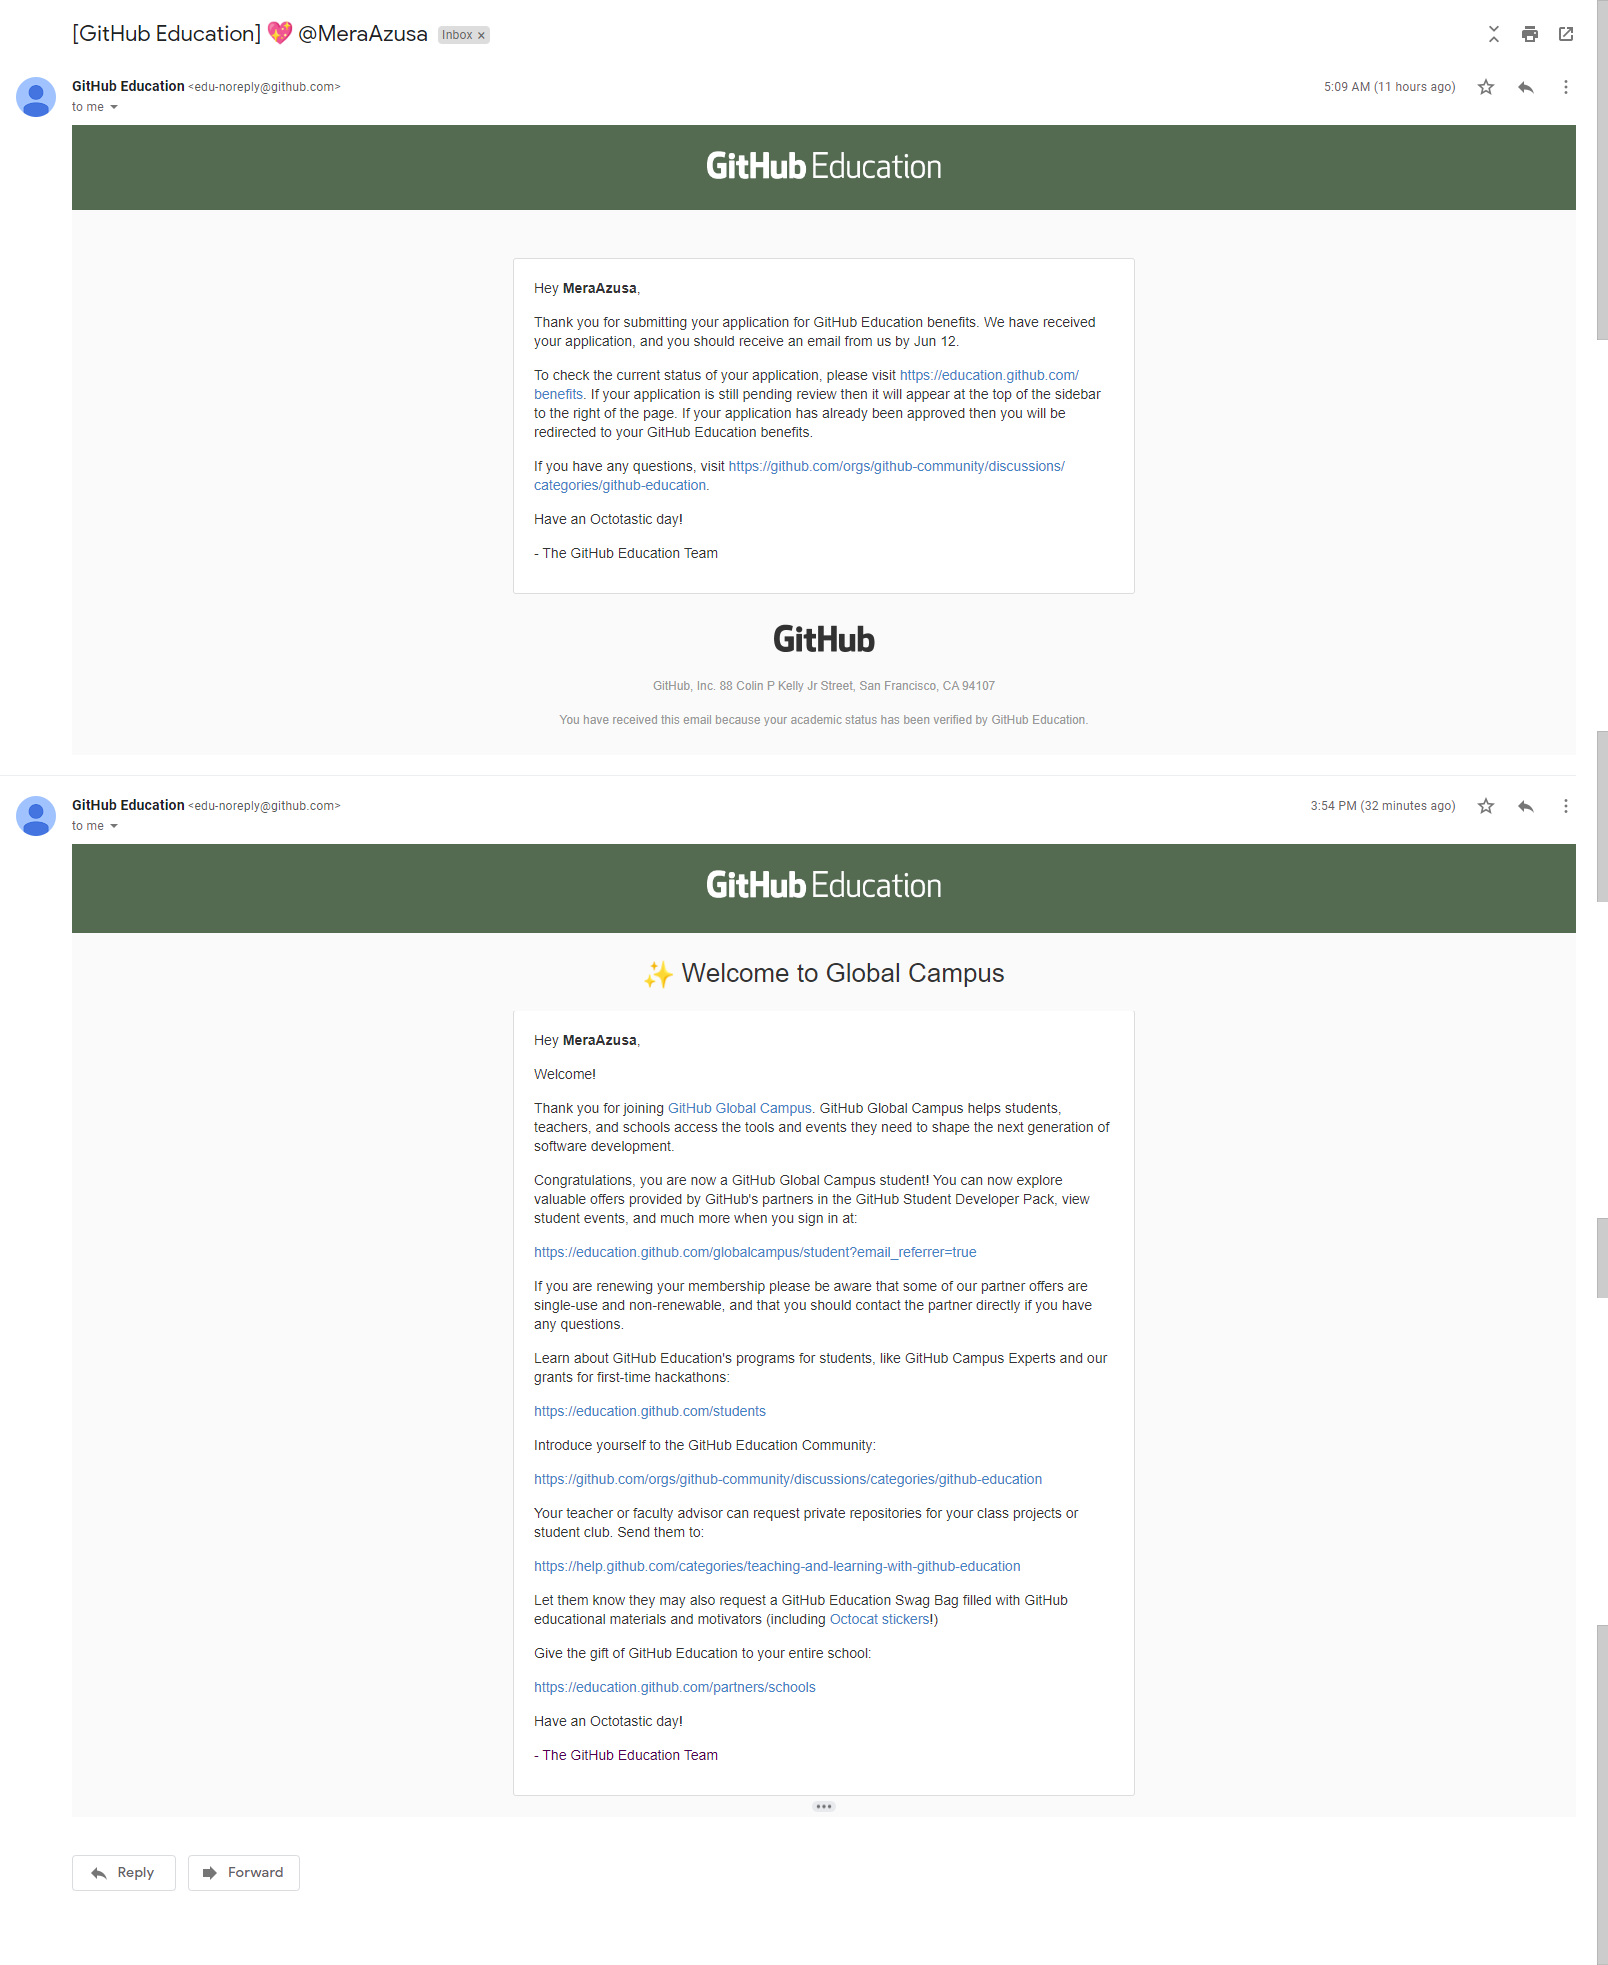 [GitHub Education] 💖 @MeraAzusa Inbox ×
GitHub Education <edu-noreply@github.com> 5:09 AM (11 hours ago)
to me
GitHub Education
Hey MeraAzusa,
Thank you for submitting your application for GitHub Education benefits. We have received
your application, and you should receive an email from us by Jun 12.
To check the current status of your application, please visit https://education.github.com/
benefits. If your application is still pending review then it will appear at the top of the sidebar
to the right of the page. If your application has already been approved then you will be
redirected to your GitHub Education benefits.
If you have any questions, visit https://github.com/orgs/github-community/discussions/
categories/github-education.
Have an Octotastic day!
- The GitHub Education Team
GitHub
GitHub, Inc. 88 Colin P Kelly Jr Street, San Francisco, CA 94107
You have received this email because your academic status has been verified by GitHub Education.
GitHub Education <edu-noreply@github.com> 3:54 PM (32 minutes ago)
to me
GitHub Education
✨ Welcome to Global Campus
Hey MeraAzusa,
Welcome!
Thank you for joining GitHub Global Campus. GitHub Global Campus helps students,
teachers, and schools access the tools and events they need to shape the next generation of
software development.
Congratulations, you are now a GitHub Global Campus student! You can now explore
valuable offers provided by GitHub's partners in the GitHub Student Developer Pack, view
student events, and much more when you sign in at:
https://education.github.com/globalcampus/student?email_referrer=true
If you are renewing your membership please be aware that some of our partner offers are
single-use and non-renewable, and that you should contact the partner directly if you have
any questions.
Learn about GitHub Education's programs for students, like GitHub Campus Experts and our
grants for first-time hackathons:
https://education.github.com/students
Introduce yourself to the GitHub Education Community:
https://github.com/orgs/github-community/discussions/categories/github-education
Your teacher or faculty advisor can request private repositories for your class projects or
student club. Send them to:
https://help.github.com/categories/teaching-and-learning-with-github-education
Let them know they may also request a GitHub Education Swag Bag filled with GitHub
educational materials and motivators (including Octocat stickers!)
Give the gift of GitHub Education to your entire school:
https://education.github.com/partners/schools
Have an Octotastic day!
- The GitHub Education Team
Reply Forward